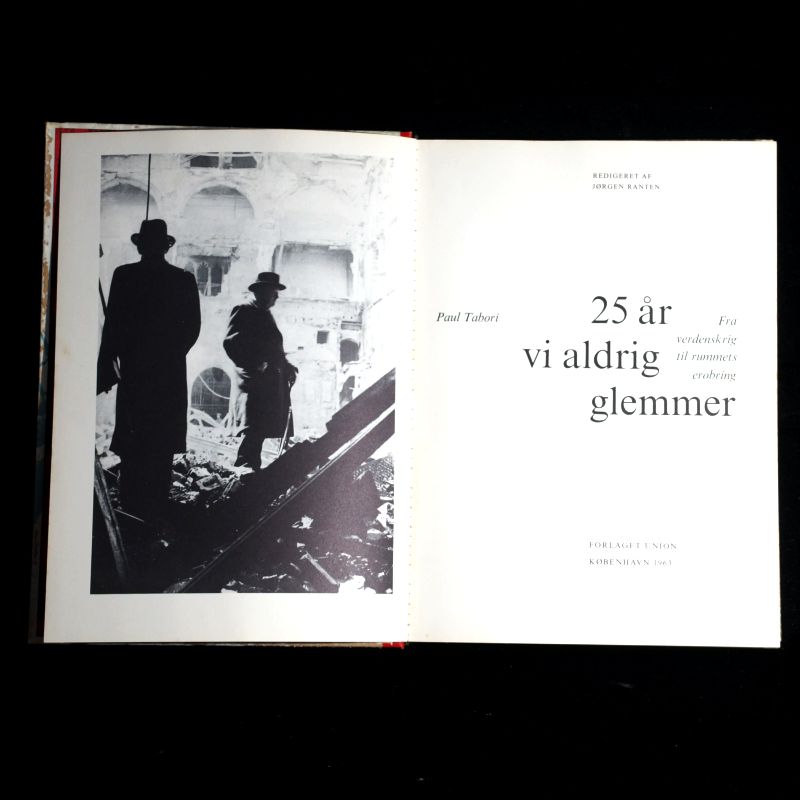 REDIGERET AF
JØRGEN RANTEN
Paul Tabori
25 år
vi aldrig
glemmer
Fra
verdenskrig
til rummets
erobring
FORLAGET UNION
KØBENHAVN 1963